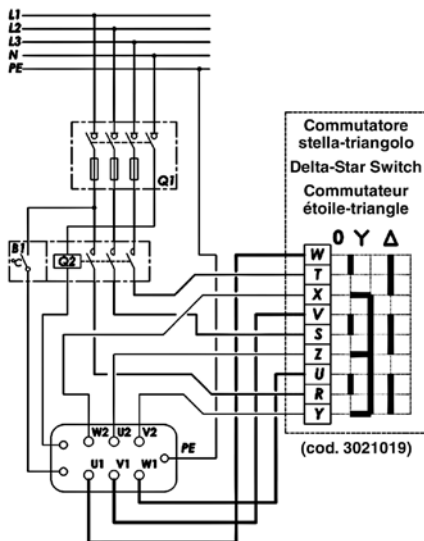 L1
L2
L3
N
PE
Q1
B1
°C
Q2
Commutatore
stella-triangolo
Delta-Star Switch
Commutateur
étoile-triangle
0 Y Δ
W
T
X
V
S
Z
U
R
Y
(cod. 3021019)
W2 U2 V2
PE
U1 V1 W1